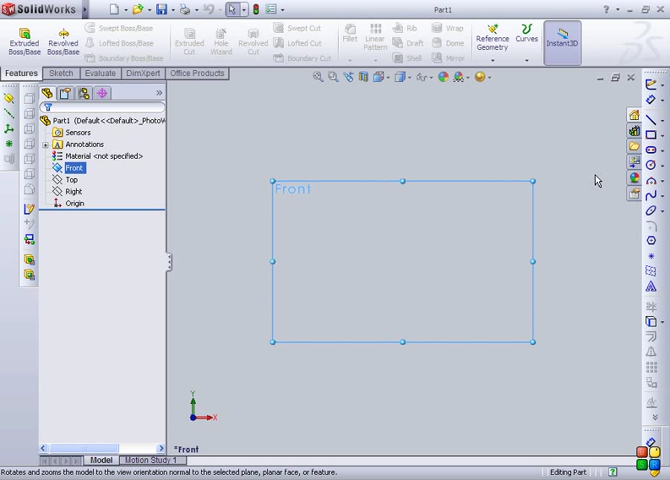 SolidWorks
Part1
Extruded Boss/Base
Revolved Boss/Base
Swept Boss/Base
Lofted Boss/Base
Boundary Boss/Base
Extruded Cut
Hole Wizard
Revolved Cut
Swept Cut
Lofted Cut
Boundary Cut
Fillet
Linear Pattern
Rib
Draft
Shell
Wrap
Dome
Mirror
Reference Geometry
Curves
Instant3D
Features
Sketch
Evaluate
DimXpert
Office Products
Part1 (Default<<Default>_PhotoW
Sensors
Annotations
Material <not specified>
Front
Top
Right
Origin
Front
Y
X
*Front
Model
Motion Study 1
Rotates and zooms the model to the view orientation normal to the selected plane, planar face, or feature.
Editing Part